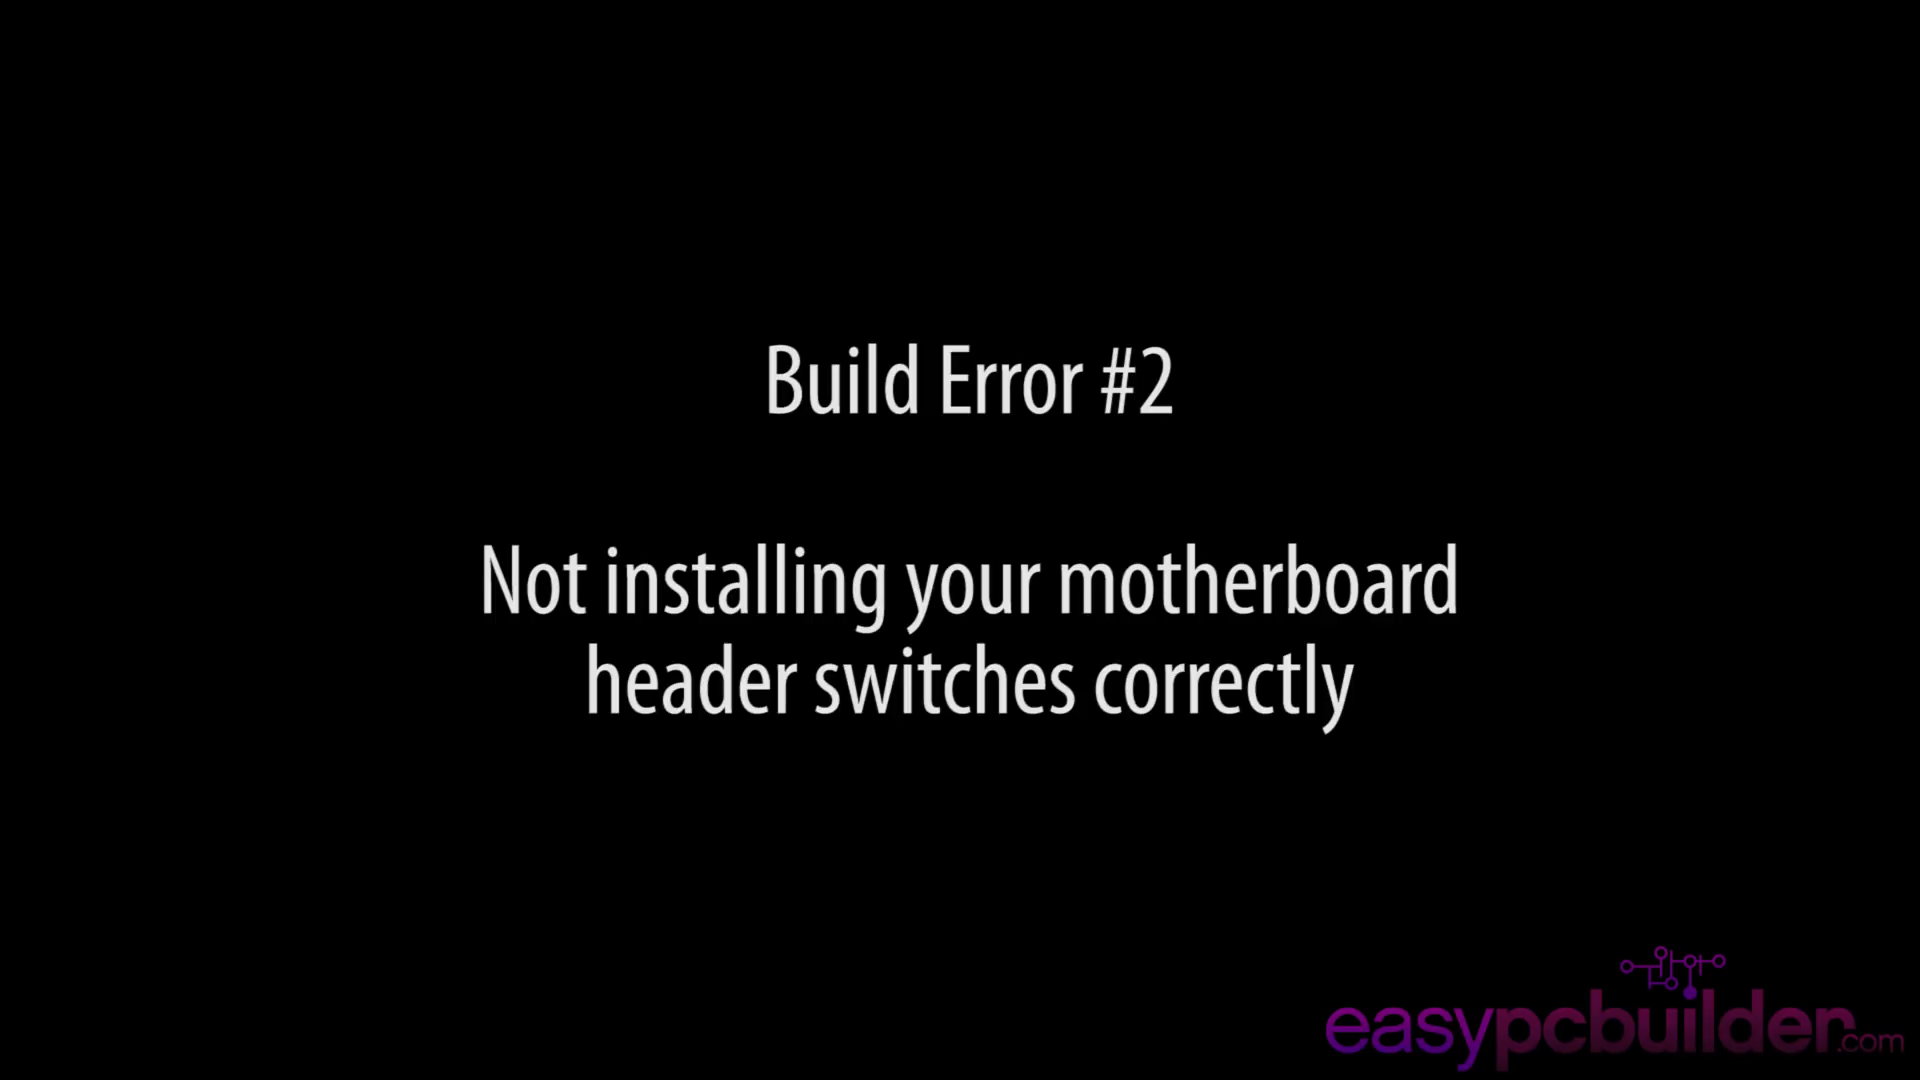 Build Error #2
Not installing your motherboard
header switches correctly
easypcbuilder.com